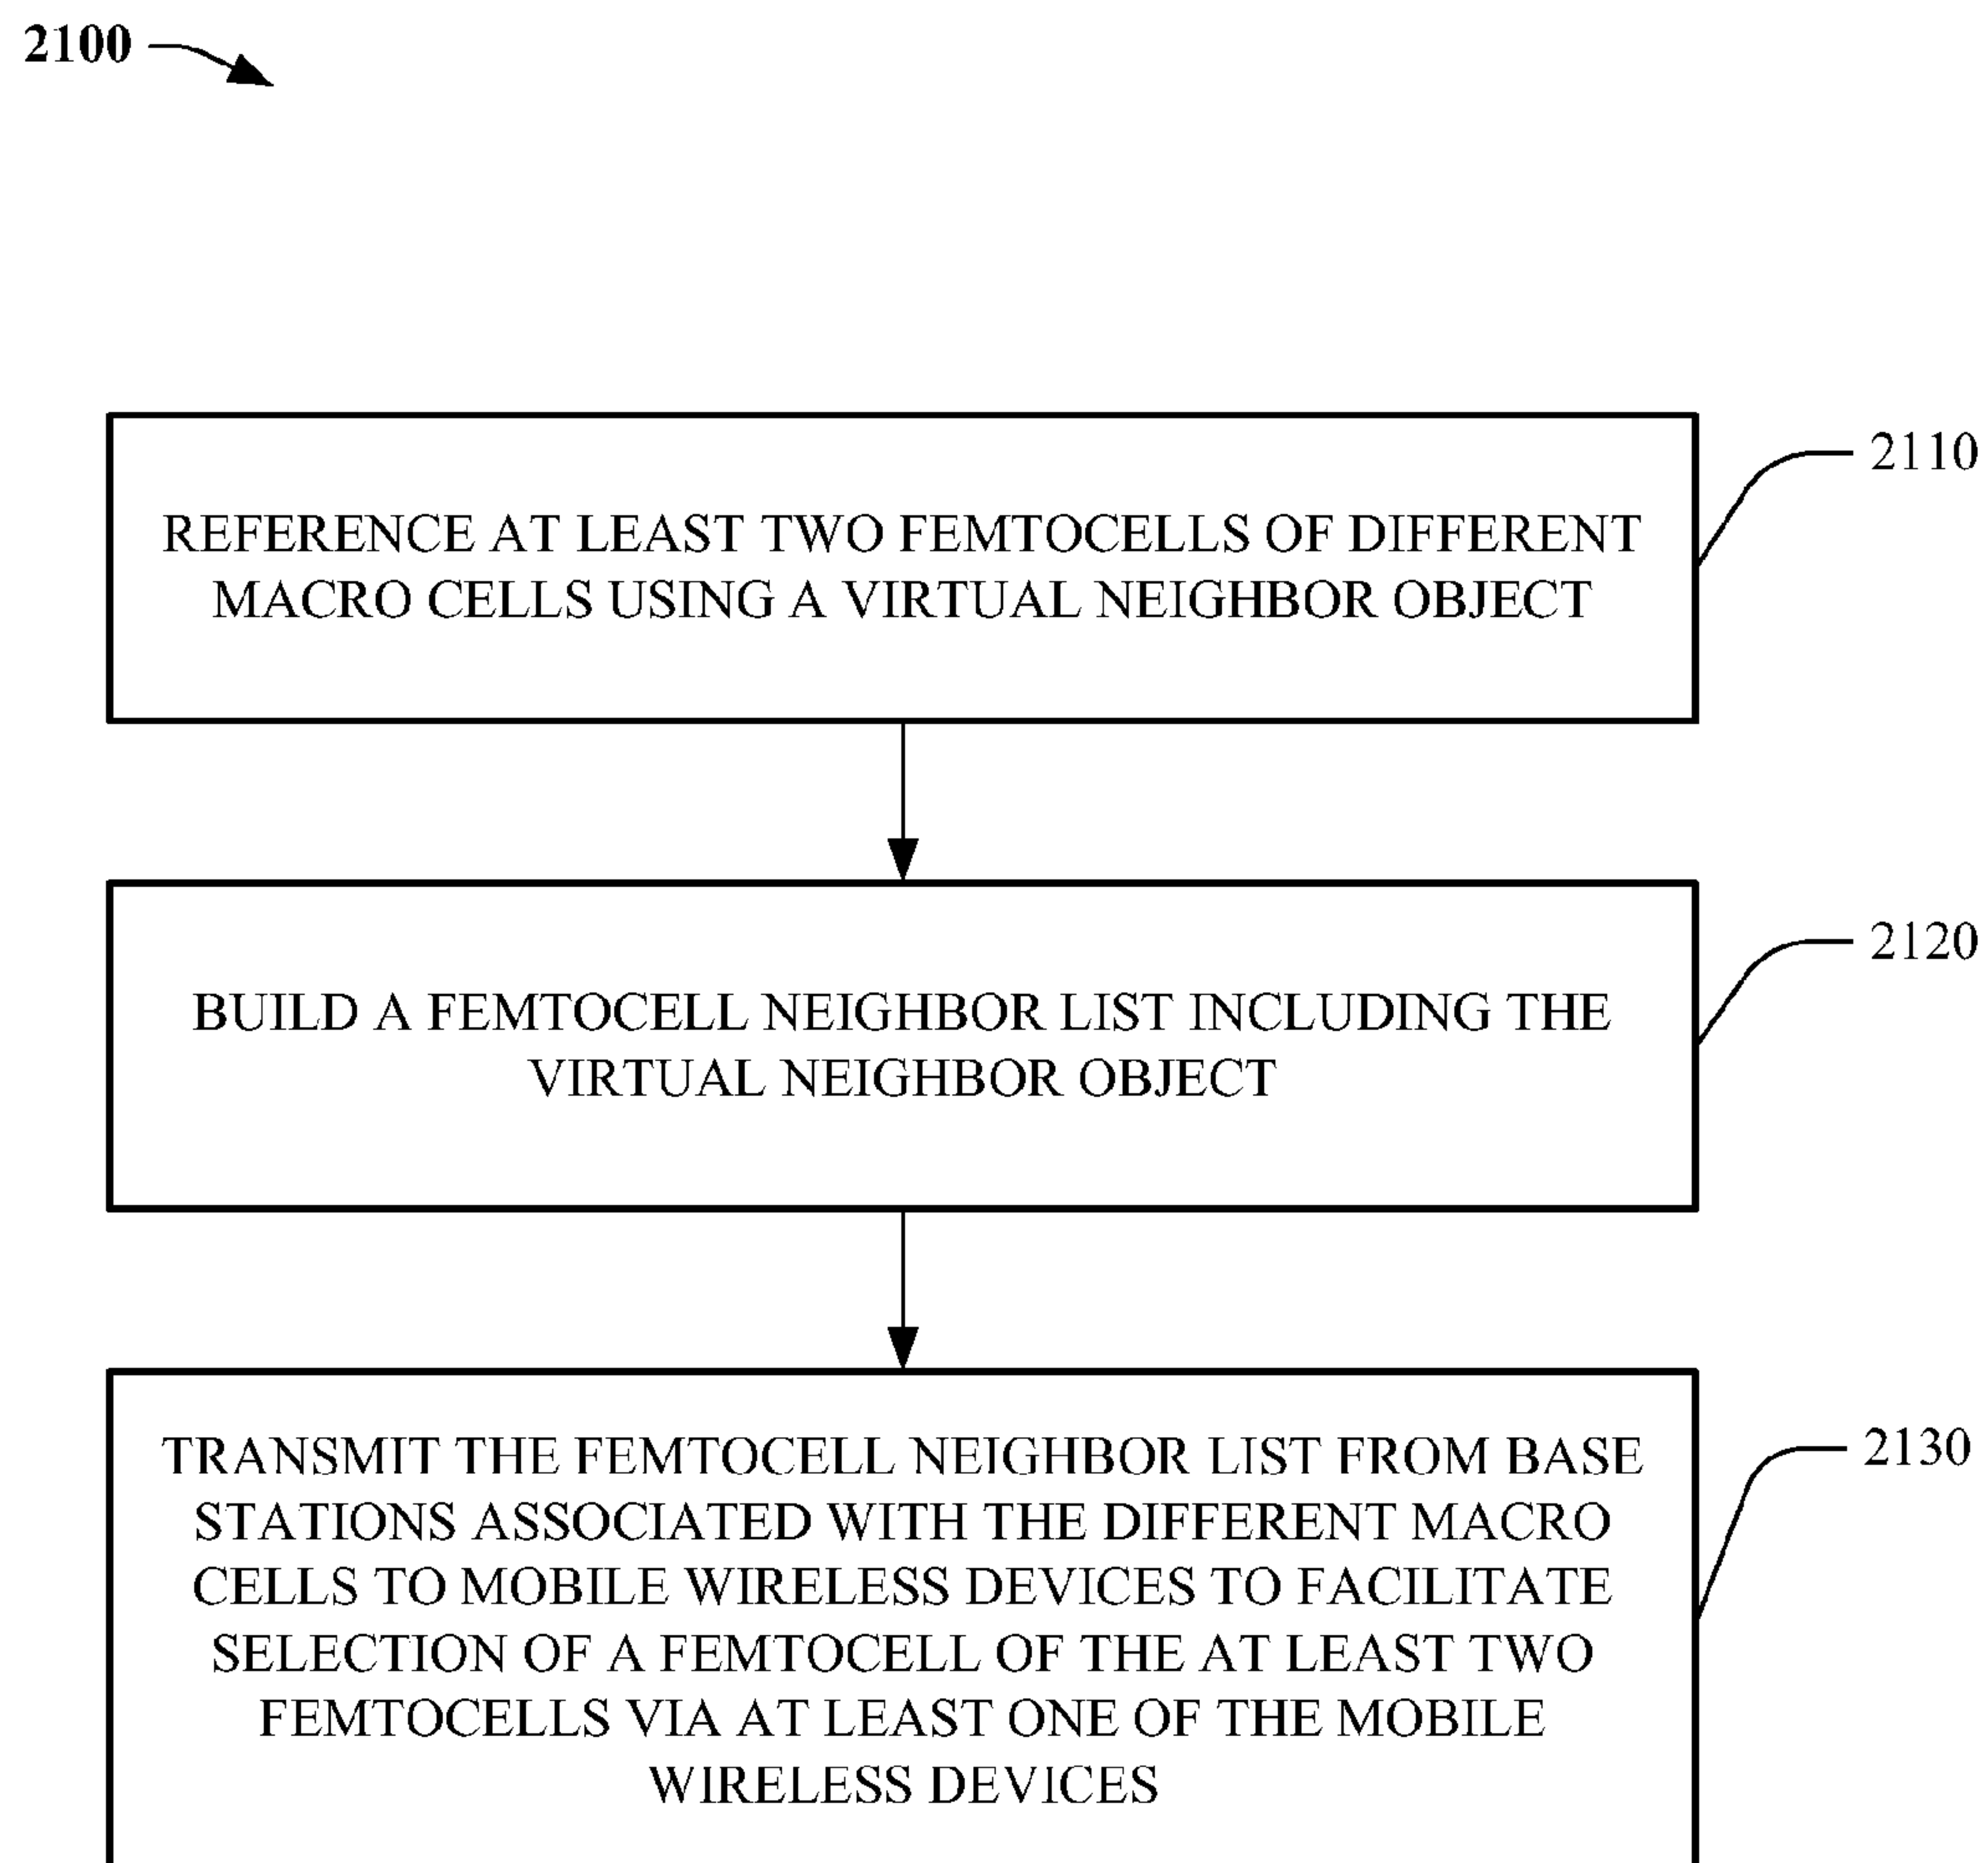 2100
2110
REFERENCE AT LEAST TWO FEMTOCELLS OF DIFFERENT
MACRO CELLS USING A VIRTUAL NEIGHBOR OBJECT
2120
BUILD A FEMTOCELL NEIGHBOR LIST INCLUDING THE
VIRTUAL NEIGHBOR OBJECT
2130
TRANSMIT THE FEMTOCELL NEIGHBOR LIST FROM BASE
STATIONS ASSOCIATED WITH THE DIFFERENT MACRO
CELLS TO MOBILE WIRELESS DEVICES TO FACILITATE
SELECTION OF A FEMTOCELL OF THE AT LEAST TWO
FEMTOCELLS VIA AT LEAST ONE OF THE MOBILE
WIRELESS DEVICES